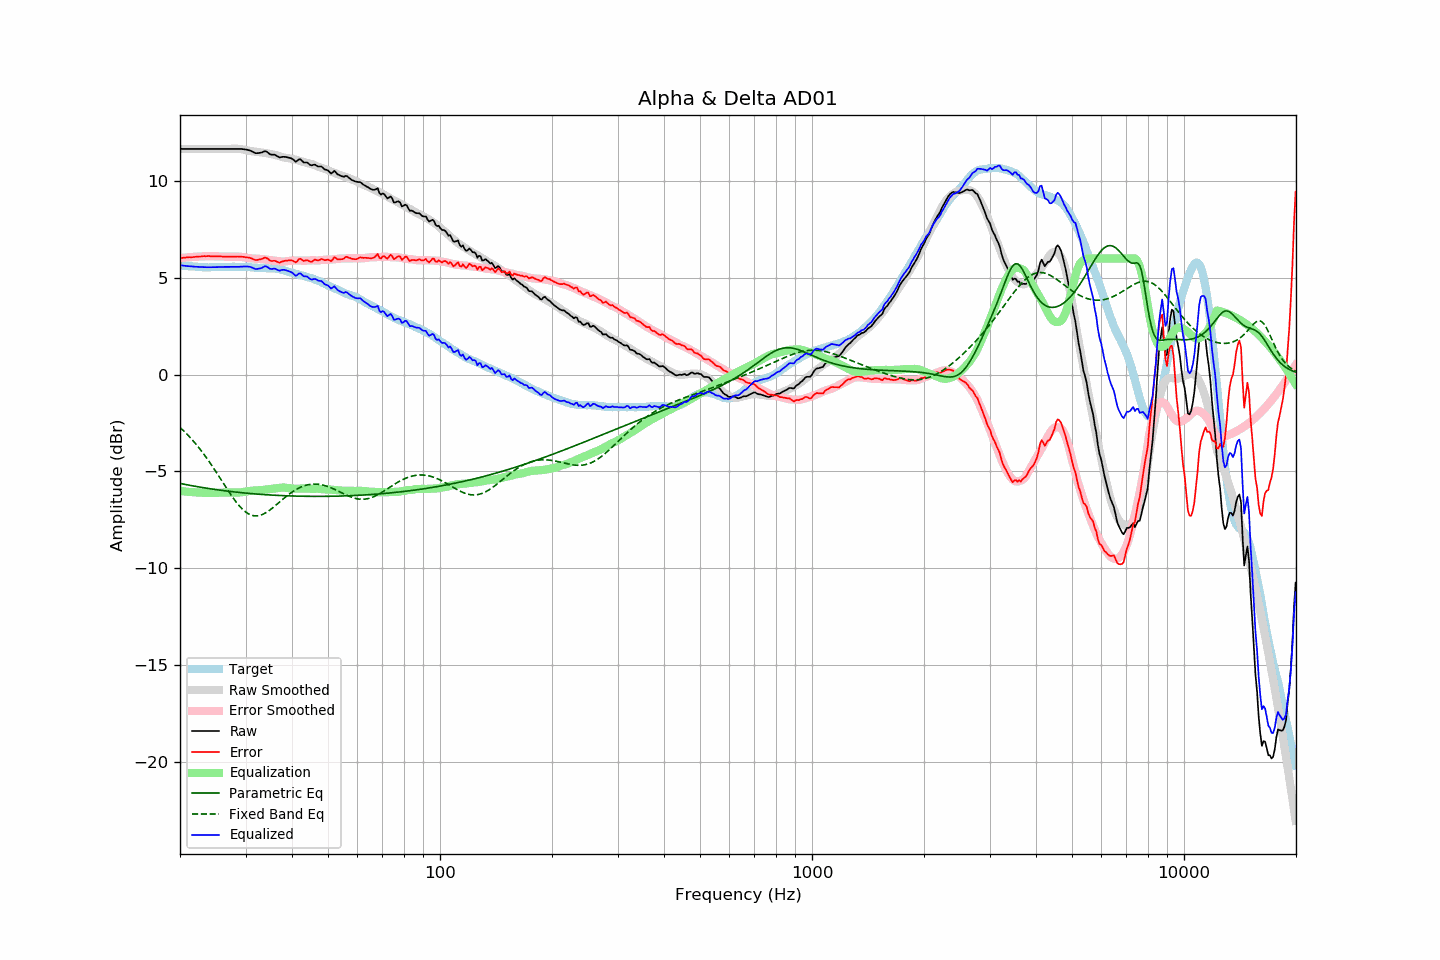 Alpha & Delta AD01
Amplitude (dBr)
10
5
0
−5
−10
−15
−20
Target
Raw Smoothed
Error Smoothed
Raw
Error
Equalization
Parametric Eq
Fixed Band Eq
Equalized
100
1000
10000
Frequency (Hz)